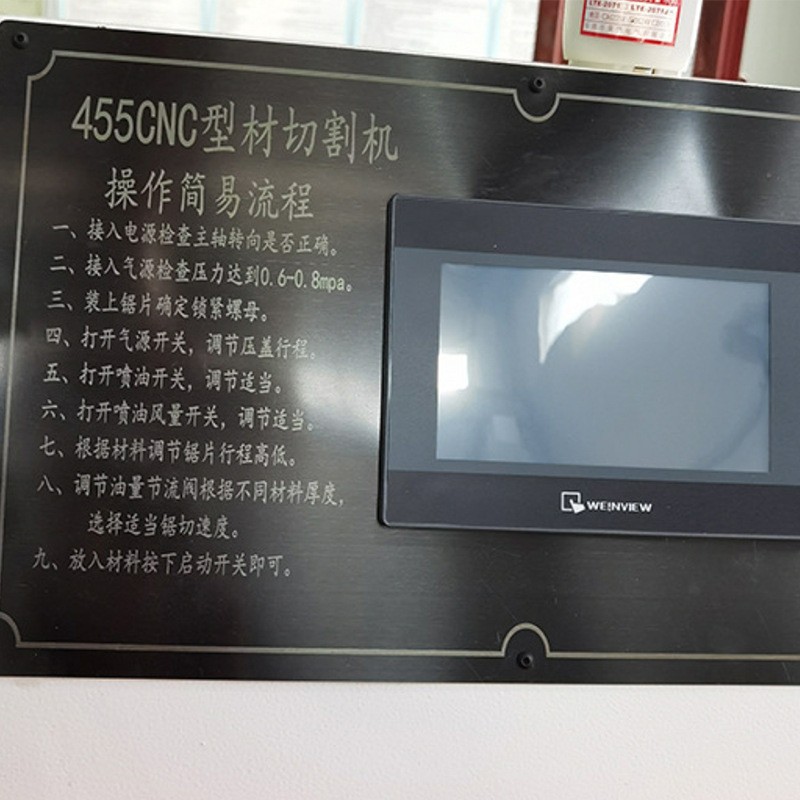 LTK-2078
455CNC型材切割机
操作简易流程
一、接入电源检查主轴转向是否正确。
二、接入气源检查压力达到0.6-0.8mpa。
三、装上锯片确定锁紧螺母。
四、打开气源开关，调节压盖行程。
五、打开喷油开关，调节适当。
六、打开喷油风量开关，调节适当。
七、根据材料调节锯片行程高低。
八、调节油量节流阀根据不同材料厚度，
选择适当锯切速度。
九、放入材料按下启动开关即可。
WE!NVIEW